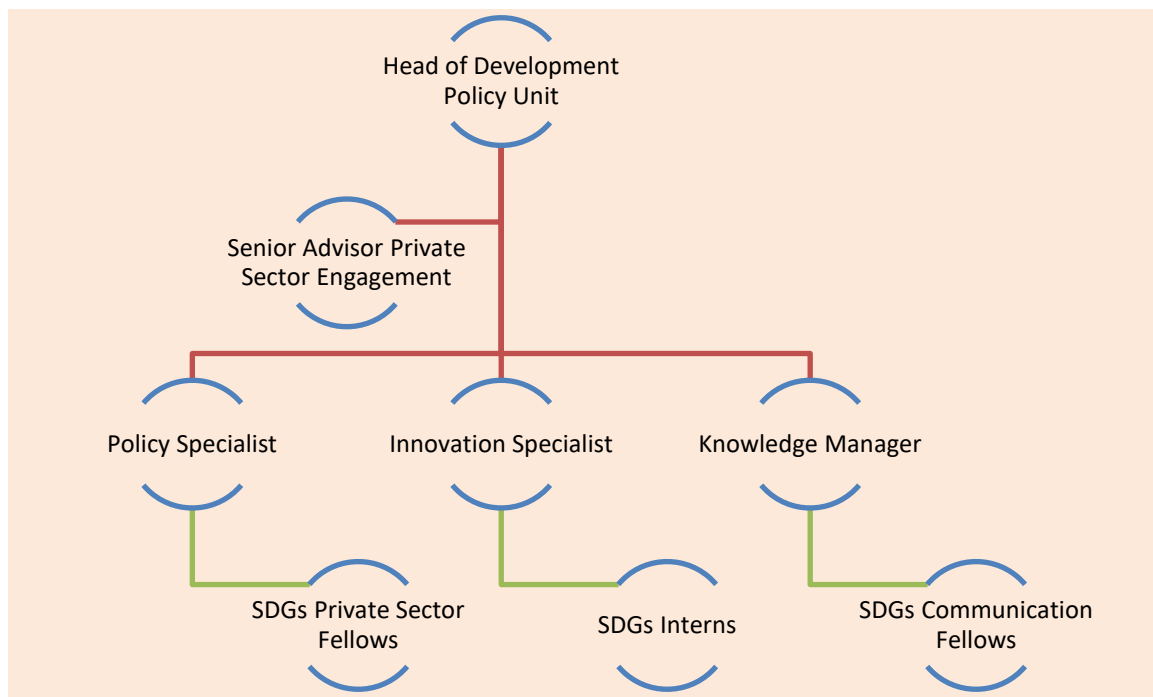 Head of Development
Policy Unit
Senior Advisor Private
Sector Engagement
Policy Specialist
Innovation Specialist
Knowledge Manager
SDGs Private Sector
Fellows
SDGs Interns
SDGs Communication
Fellows